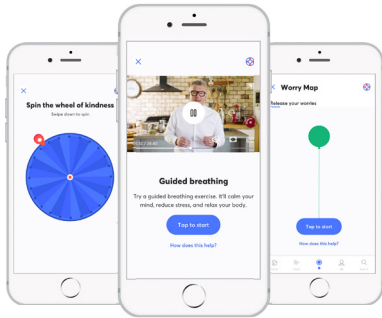 Spin the wheel of kindness
Swipe down to spin
Guided breathing
Try a guided breathing exercise. It'll calm your
mind, reduce stress, and relax your body.
Tap to start
How does this help?
Worry Map
Release your worries
Tap to start
How does this help?